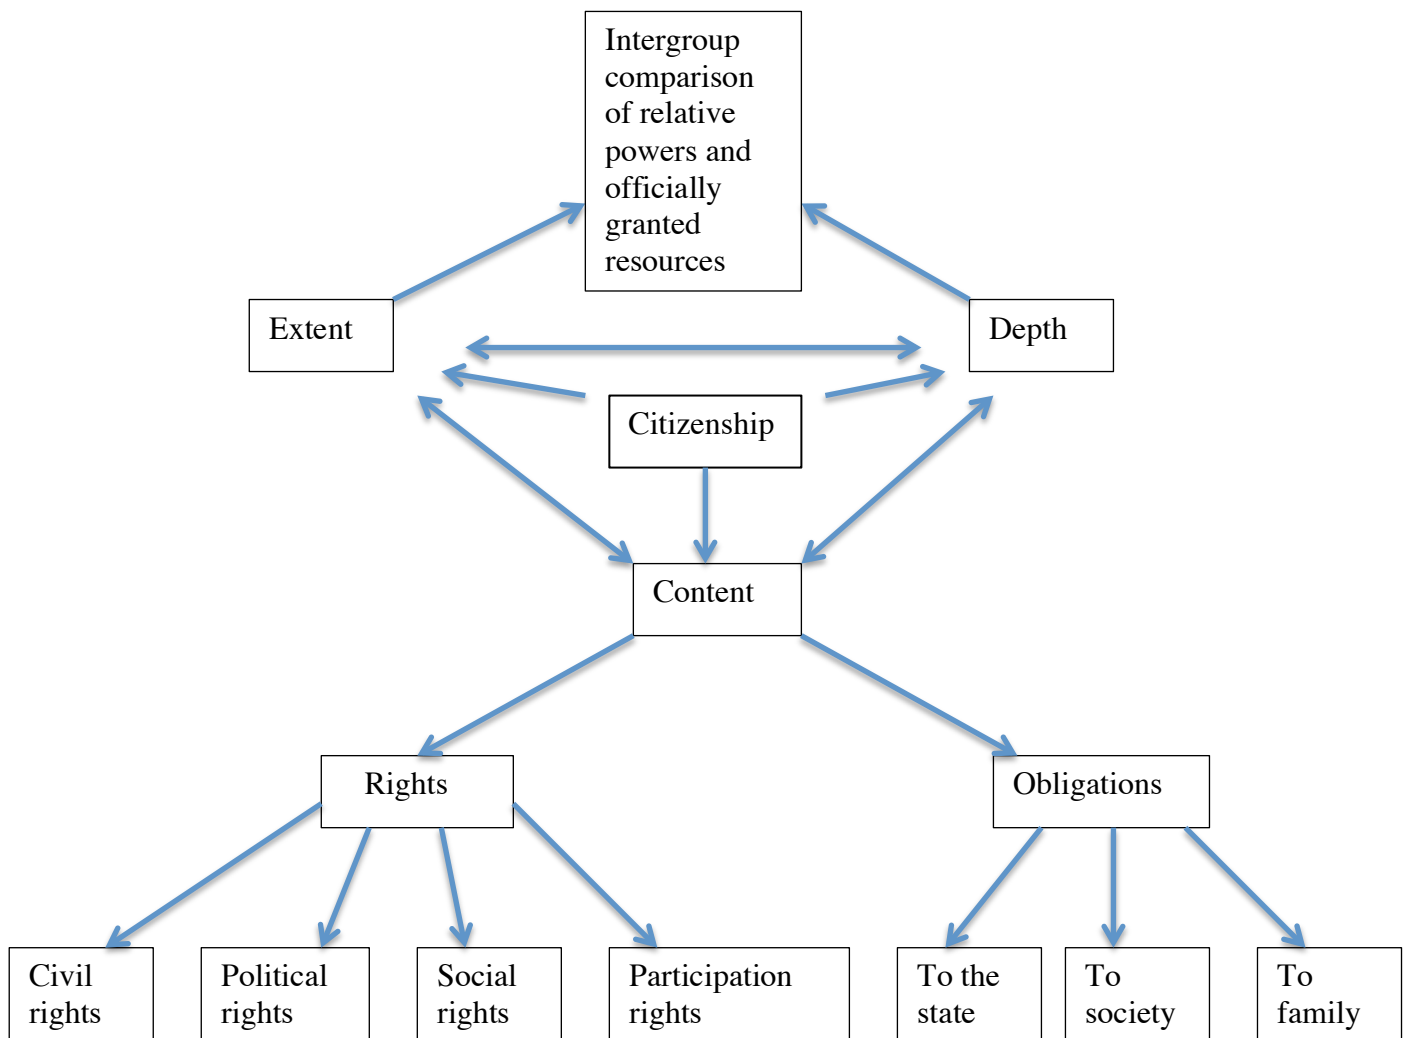 Intergroup
comparison
of relative
powers and
officially
granted
resources
Extent
Depth
Citizenship
Content
Rights
Obligations
Civil
rights
Political
rights
Social
rights
Participation
rights
To the
state
To
society
To
family